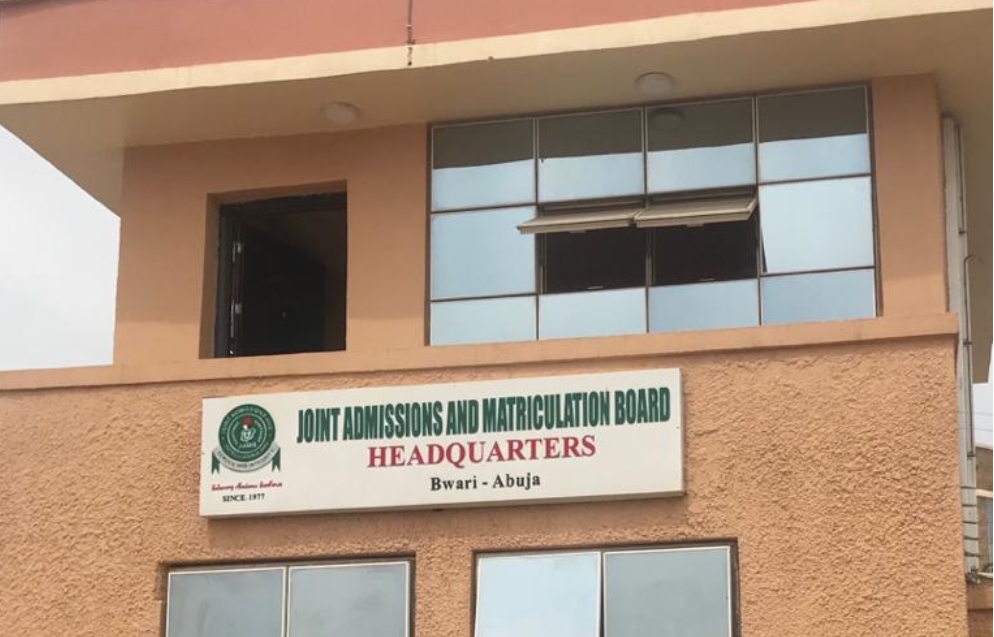 JOINT ADMISSIONS AND MATRICULATION BOARD
HEADQUARTERS
Bwari - Abuja
SINCE 1977